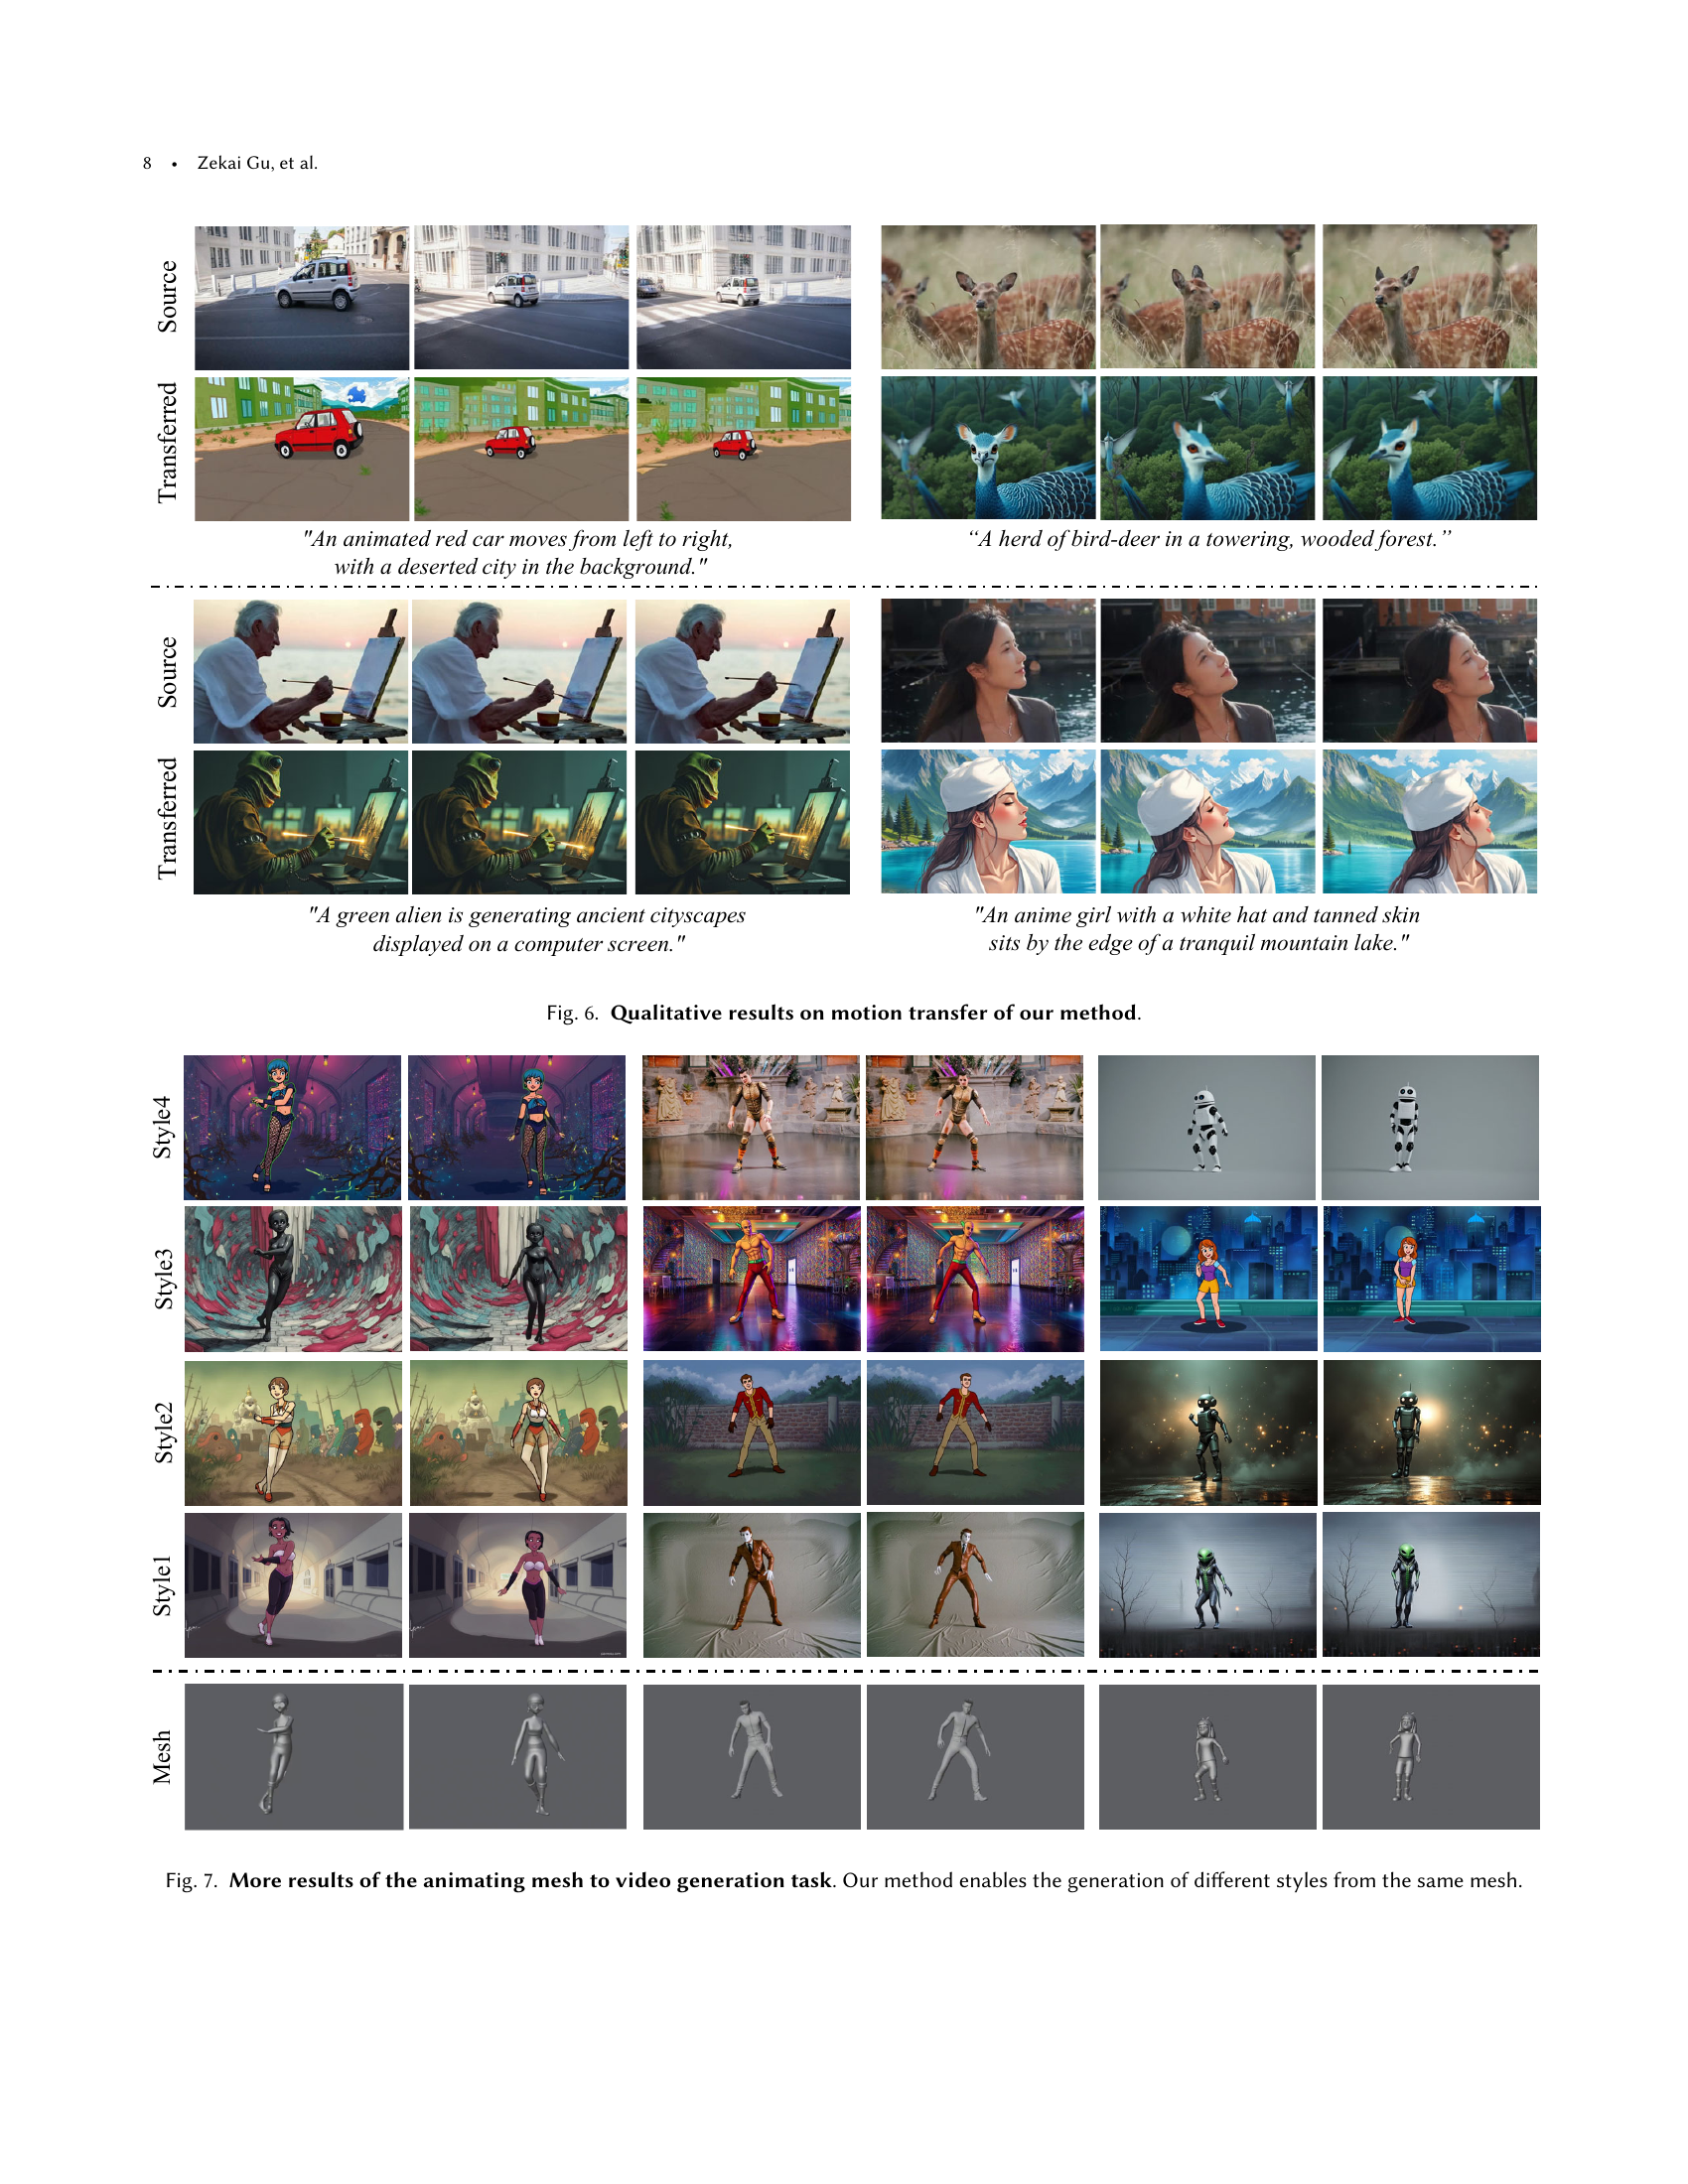 8 • Zekai Gu, et al.
Source
Transferred
"An animated red car moves from left to right,
with a deserted city in the background."
“A herd of bird-deer in a towering, wooded forest.”
Source
Transferred
"A green alien is generating ancient cityscapes
displayed on a computer screen."
"An anime girl with a white hat and tanned skin
sits by the edge of a tranquil mountain lake."
Fig. 6. Qualitative results on motion transfer of our method.
Style4
Style3
Style2
Style1
Mesh
Fig. 7. More results of the animating mesh to video generation task. Our method enables the generation of different styles from the same mesh.